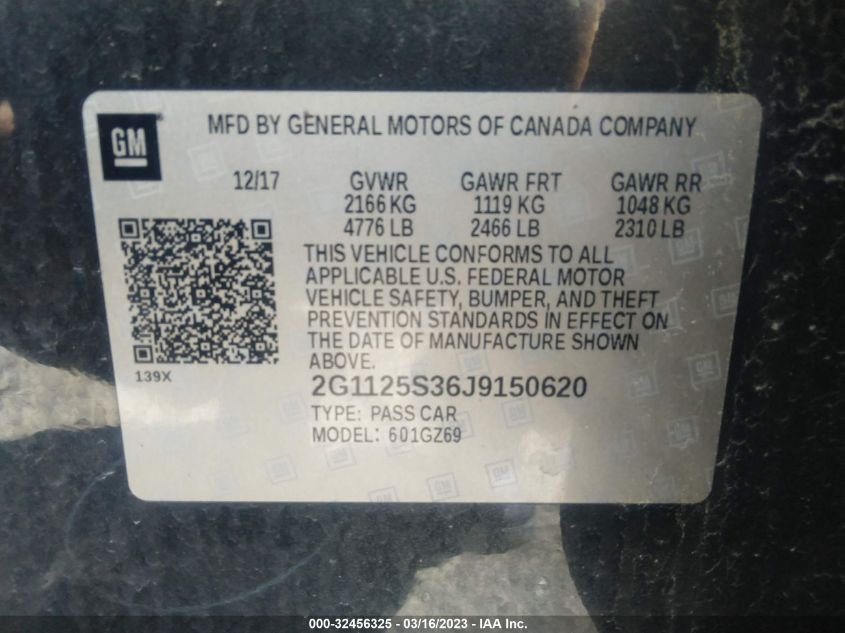 GM
MFD BY GENERAL MOTORS OF CANADA COMPANY
12/17 GVWR GAWR FRT GAWR RR
2166 KG 1119 KG 1048 KG
4776 LB 2466 LB 2310 LB
THIS VEHICLE CONFORMS TO ALL
APPLICABLE U.S. FEDERAL MOTOR
VEHICLE SAFETY, BUMPER, AND THEFT
PREVENTION STANDARDS IN EFFECT ON
THE DATE OF MANUFACTURE SHOWN
ABOVE.
139X
2G1125S36J9150620
TYPE: PASS CAR
MODEL: 601GZ69
000-32456325 - 03/16/2023 - IAA Inc.